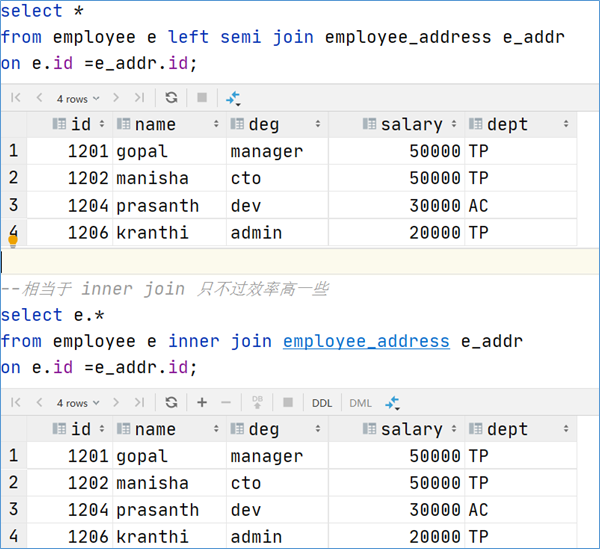 select *
from employee e left semi join employee_address e_addr
on e.id =e_addr.id;
4 rows
id name deg salary dept
1 1201 gopal manager 50000 TP
2 1202 manisha cto 50000 TP
3 1204 prasanth dev 30000 AC
4 1206 kranthi admin 20000 TP
--相当于 inner join 只不过效率高一些
select e.*
from employee e inner join employee_address e_addr
on e.id =e_addr.id;
4 rows DB DDL DML
id name deg salary dept
1 1201 gopal manager 50000 TP
2 1202 manisha cto 50000 TP
3 1204 prasanth dev 30000 AC
4 1206 kranthi admin 20000 TP